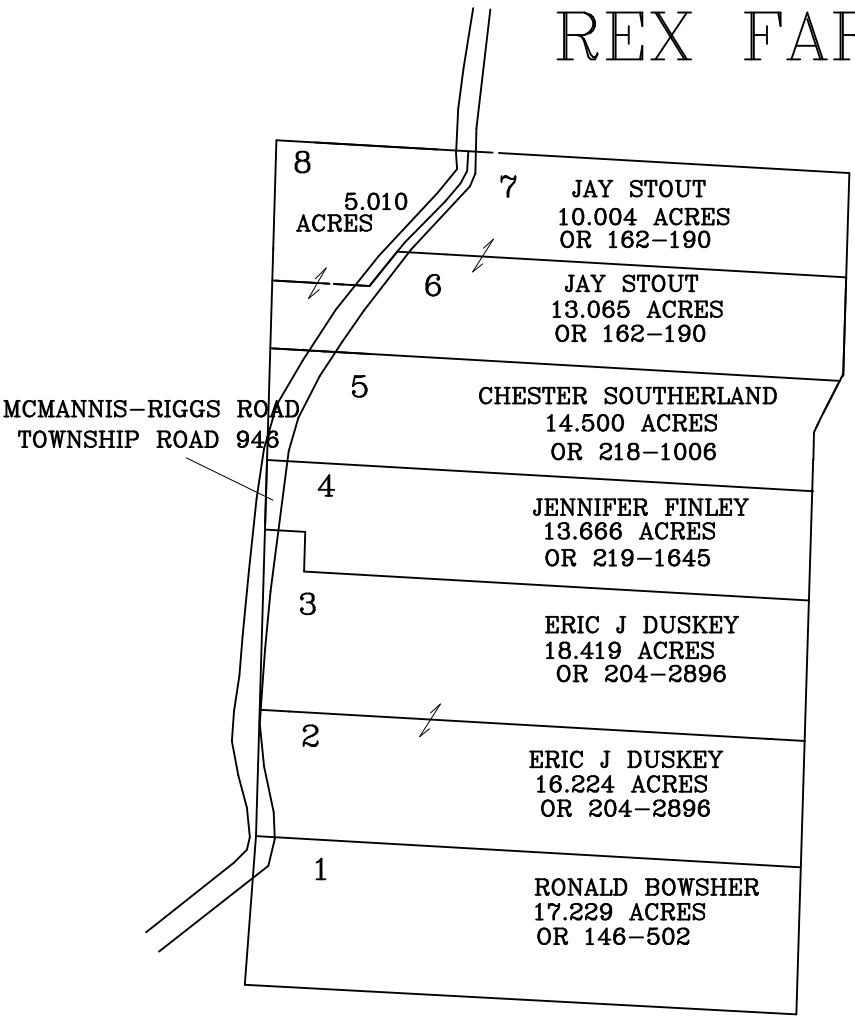 REX
8
5.010
ACRES
7
JAY STOUT
10.004 ACRES
OR 162-190
6
JAY STOUT
13.065 ACRES
OR 162-190
5
CHESTER SOUTHERLAND
14.500 ACRES
OR 218-1006
MCMANNIS-RIGGS ROAD
TOWNSHIP ROAD 946
4
JENNIFER FINLEY
13.666 ACRES
OR 219-1645
3
ERIC J DUSKEY
18.419 ACRES
OR 204-2896
2
ERIC J DUSKEY
16.224 ACRES
OR 204-2896
1
RONALD BOWSHER
17.229 ACRES
OR 146-502